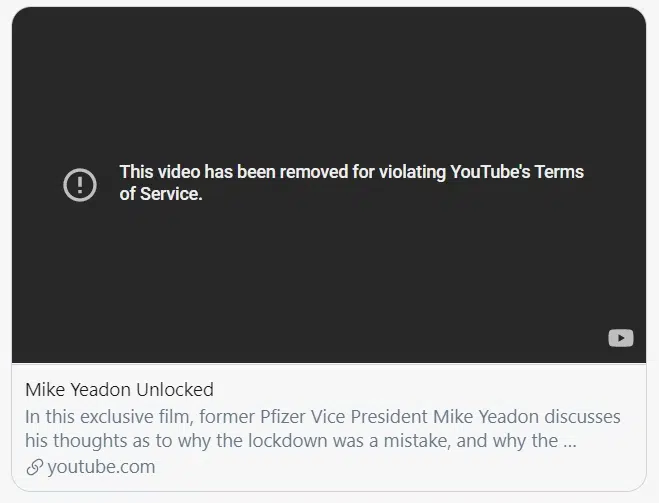 This video has been removed for violating YouTube's Terms
of Service.
Mike Yeadon Unlocked
In this exclusive film, former Pfizer Vice President Mike Yeadon discusses
his thoughts as to why the lockdown was a mistake, and why the ...
youtube.com